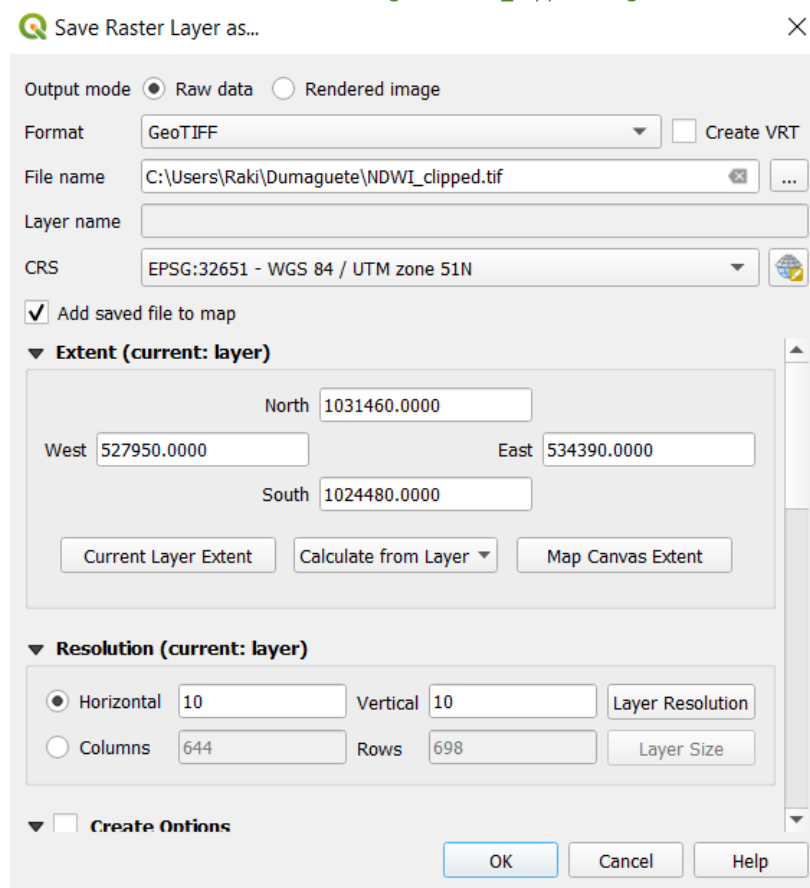 Save Raster Layer as...
Output mode Raw data Rendered image
Format GeoTIFF Create VRT
File name C:\Users\Raki\Dumaguete\NDWI_clipped.tif ...
Layer name
CRS EPSG:32651 - WGS 84 / UTM zone 51N
Add saved file to map
Extent (current: layer)
North 1031460.0000
West 527950.0000 East 534390.0000
South 1024480.0000
Current Layer Extent Calculate from Layer Map Canvas Extent
Resolution (current: layer)
Horizontal 10 Vertical 10 Layer Resolution
Columns 644 Rows 698 Layer Size
Create Options
OK Cancel Help